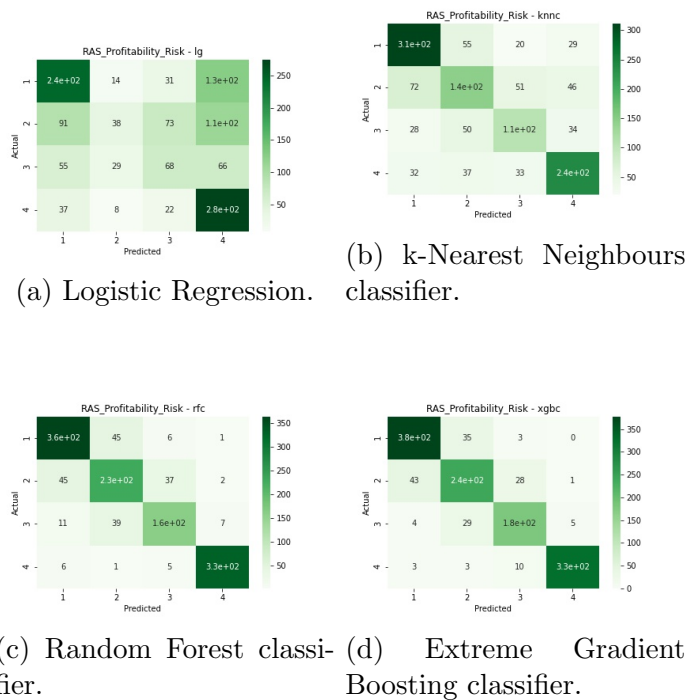 RAS_Profitability_Risk - lg
Actual
1
2.4e+02 14 31 1.3e+02
2
91 38 73 1.1e+02
3
55 29 68 66
4
37 8 22 2.8e+02
1 2 3 4
Predicted
250
200
150
100
50
(a) Logistic Regression.
RAS_Profitability_Risk - knnc
Actual
1
3.1e+02 55 20 29
2
72 1.4e+02 51 46
3
28 50 1.1e+02 34
4
32 37 33 2.4e+02
1 2 3 4
Predicted
300
250
200
150
100
50
(b) k-Nearest Neighbours
classifier.
RAS_Profitability_Risk - rfc
Actual
1
3.6e+02 45 6 1
2
45 2.3e+02 37 2
3
11 39 1.6e+02 7
4
6 1 5 3.3e+02
1 2 3 4
Predicted
350
300
250
200
150
100
50
(c) Random Forest classi-
fier.
RAS_Profitability_Risk - xgbc
Actual
1
3.8e+02 35 3 0
2
43 2.4e+02 28 1
3
4 29 1.8e+02 5
4
3 3 10 3.3e+02
1 2 3 4
Predicted
350
300
250
200
150
100
50
0
(d) Extreme Gradient
Boosting classifier.